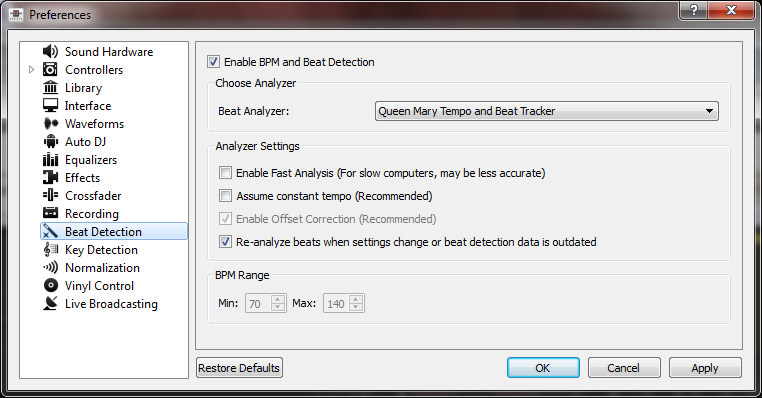 Preferences
Sound Hardware
Controllers
Library
Interface
Waveforms
Auto DJ
Equalizers
Effects
Crossfader
Recording
Beat Detection
Key Detection
Normalization
Vinyl Control
Live Broadcasting
Enable BPM and Beat Detection
Choose Analyzer
Beat Analyzer: Queen Mary Tempo and Beat Tracker
Analyzer Settings
Enable Fast Analysis (For slow computers, may be less accurate)
Assume constant tempo (Recommended)
Enable Offset Correction (Recommended)
Re-analyze beats when settings change or beat detection data is outdated
BPM Range
Min: 70 Max: 140
Restore Defaults OK Cancel Apply